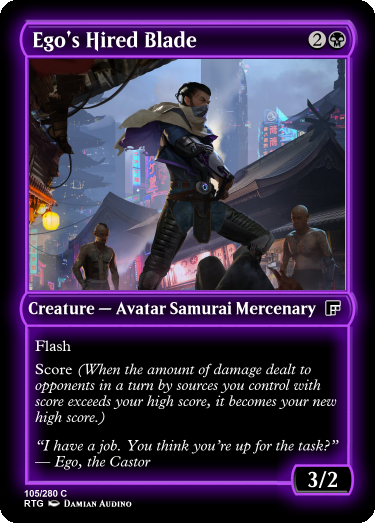 Ego's Hired Blade 2
Creature — Avatar Samurai Mercenary
Flash
Score (When the amount of damage dealt to
opponents in a turn by sources you control with
score exceeds your high score, it becomes your new
high score.)
“I have a job. You think you're up for the task?”
— Ego, the Castor
3/2
105/280 C
RTG Damian Audino